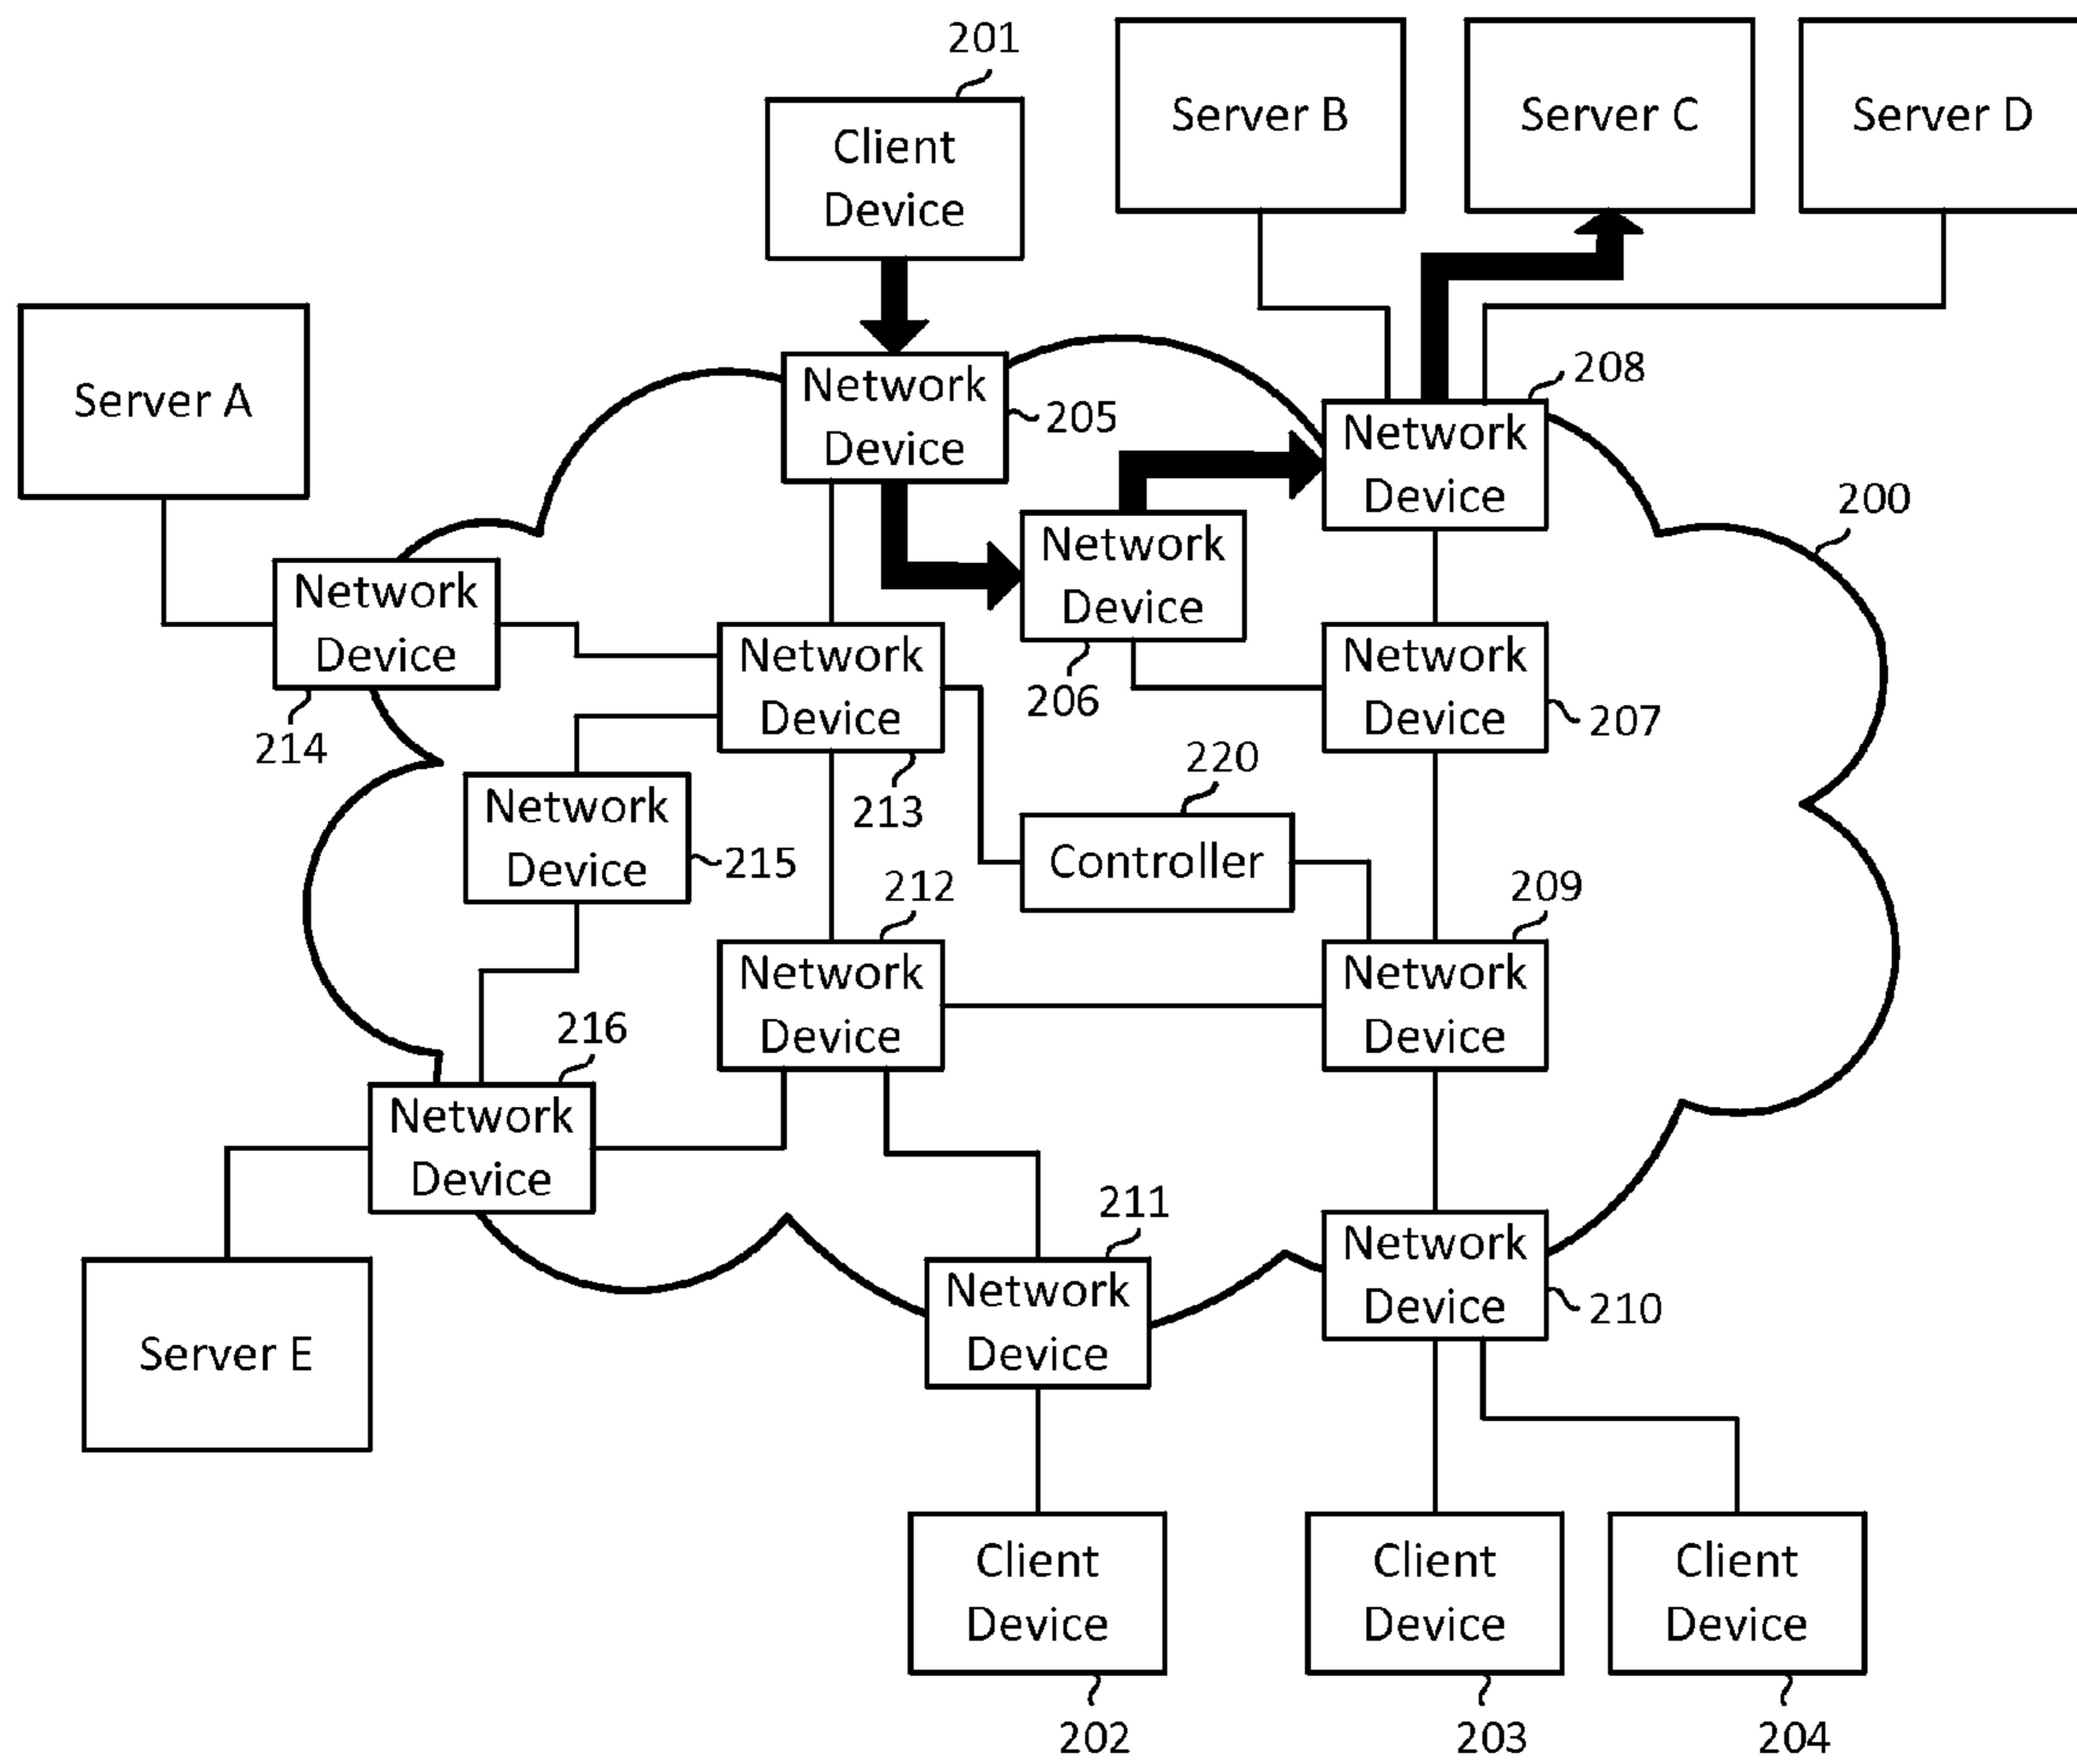 201
Client
Device
Server B
Server C
Server D
Server A
Network
Device
205
208
Network
Device
200
Network
Device
206
Network
Device
214
Network
Device
213
Network
Device
207
220
Controller
Network
Device
215
212
Network
Device
209
Network
Device
216
Network
Device
Server E
211
Network
Device
Network
Device
210
Client
Device
202
Client
Device
203
Client
Device
204